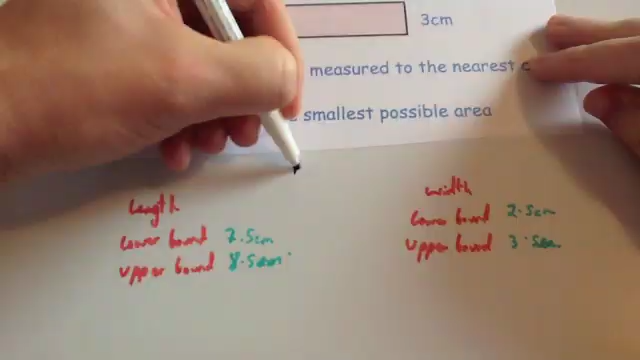 3cm
measured to the nearest c
smallest possible area
Length
Lower bound 7.5cm
upper bound 8.5cm
width
Lower bound 2.5cm
upper bound 3.5cm